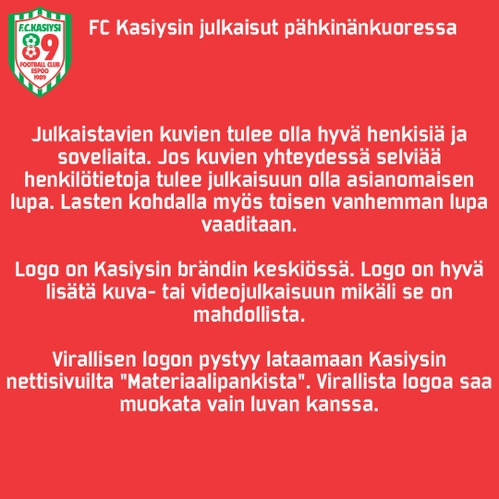 F.C.KASIYSI
89
FOOTBALL CLUB
ESPOO
1989
FC Kasiysin julkaisut pähkinänkuoressa
Julkaistavien kuvien tulee olla hyvä henkisiä ja
soveliaita. Jos kuvien yhteydessä selviää
henkilötietoja tulee julkaisuun olla asianomaisen
lupa. Lasten kohdalla myös toisen vanhemman lupa
vaaditaan.
Logo on Kasiysin brändin keskiössä. Logo on hyvä
lisätä kuva- tai videojulkaisuun mikäli se on
mahdollista.
Virallisen logon pystyy lataamaan Kasiysin
nettisivuilta "Materiaalipankista". Virallista logoa saa
muokata vain luvan kanssa.